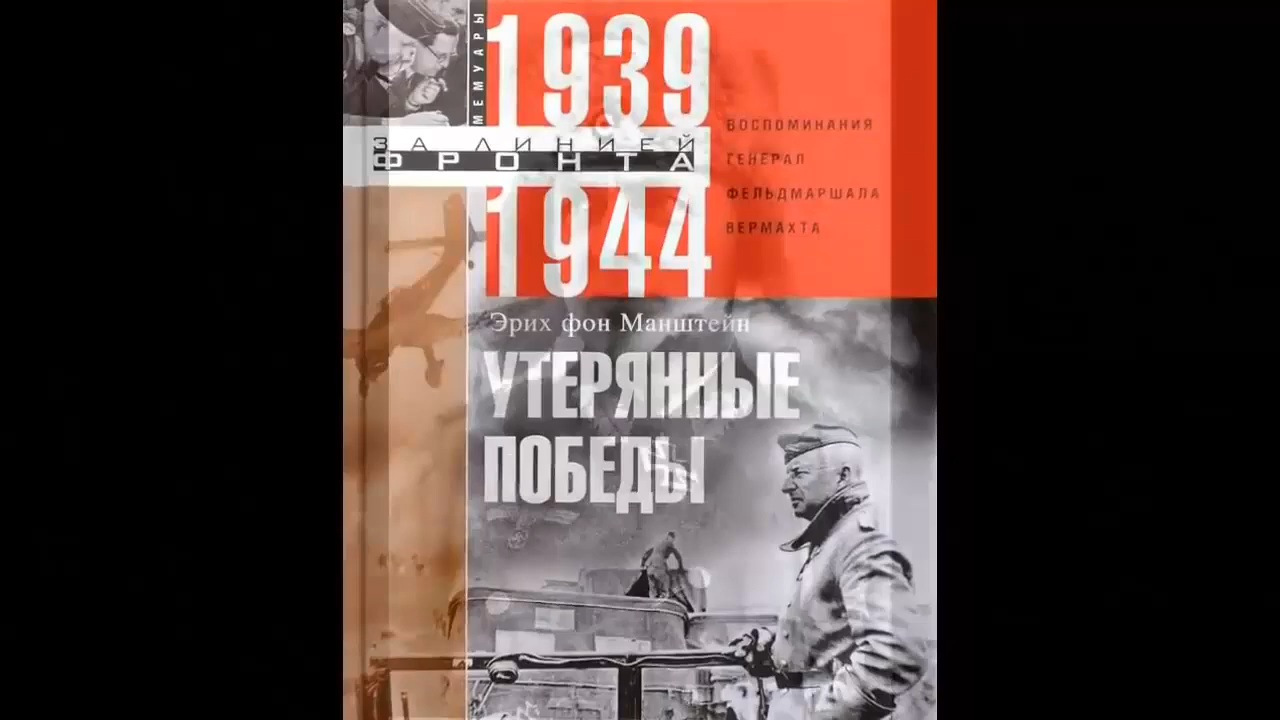 МЕМУАРЫ
1939
ЗА ЛИНИЕЙ
ФРОНТА
1944
ВОСПОМИНАНИЯ
ГЕНЕРАЛ
ФЕЛЬДМАРШАЛА
ВЕРМАХТА
Эрих фон Манштейн
УТЕРЯННЫЕ
ПОБЕДЫ